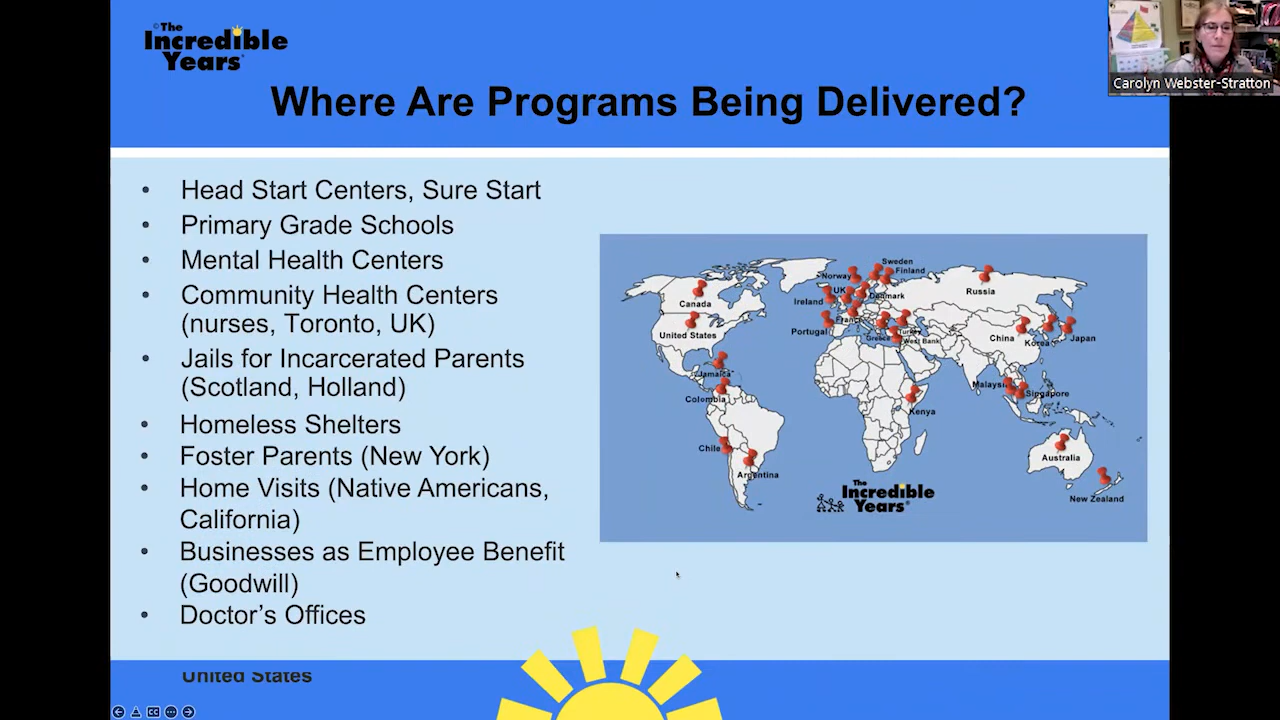 ©The
Incredible
Years®
Where Are Programs Being Delivered?
Carolyn Webster-Stratton
• Head Start Centers, Sure Start
• Primary Grade Schools
• Mental Health Centers
• Community Health Centers
(nurses, Toronto, UK)
• Jails for Incarcerated Parents
(Scotland, Holland)
• Homeless Shelters
• Foster Parents (New York)
• Home Visits (Native Americans,
California)
• Businesses as Employee Benefit
(Goodwill)
• Doctor's Offices
United States
Sweden
Norway
Finland
Russia
UK
Denmark
Ireland
Canada
France
Portugal
Turkey
United States
Greece
West Bank
China
Korea
Japan
Jamaica
Malaysia
Singapore
Colombia
Kenya
Chile
Australia
Argentina
New Zealand
The
Incredible
Years®
CC